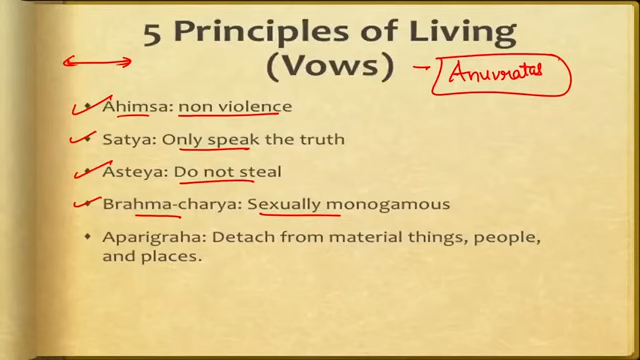 5 Principles of Living
(Vows) - Anuvratas
Ahimsa: non violence
Satya: Only speak the truth
Asteya: Do not steal
Brahma-charya: Sexually monogamous
Aparigraha: Detach from material things, people,
and places.